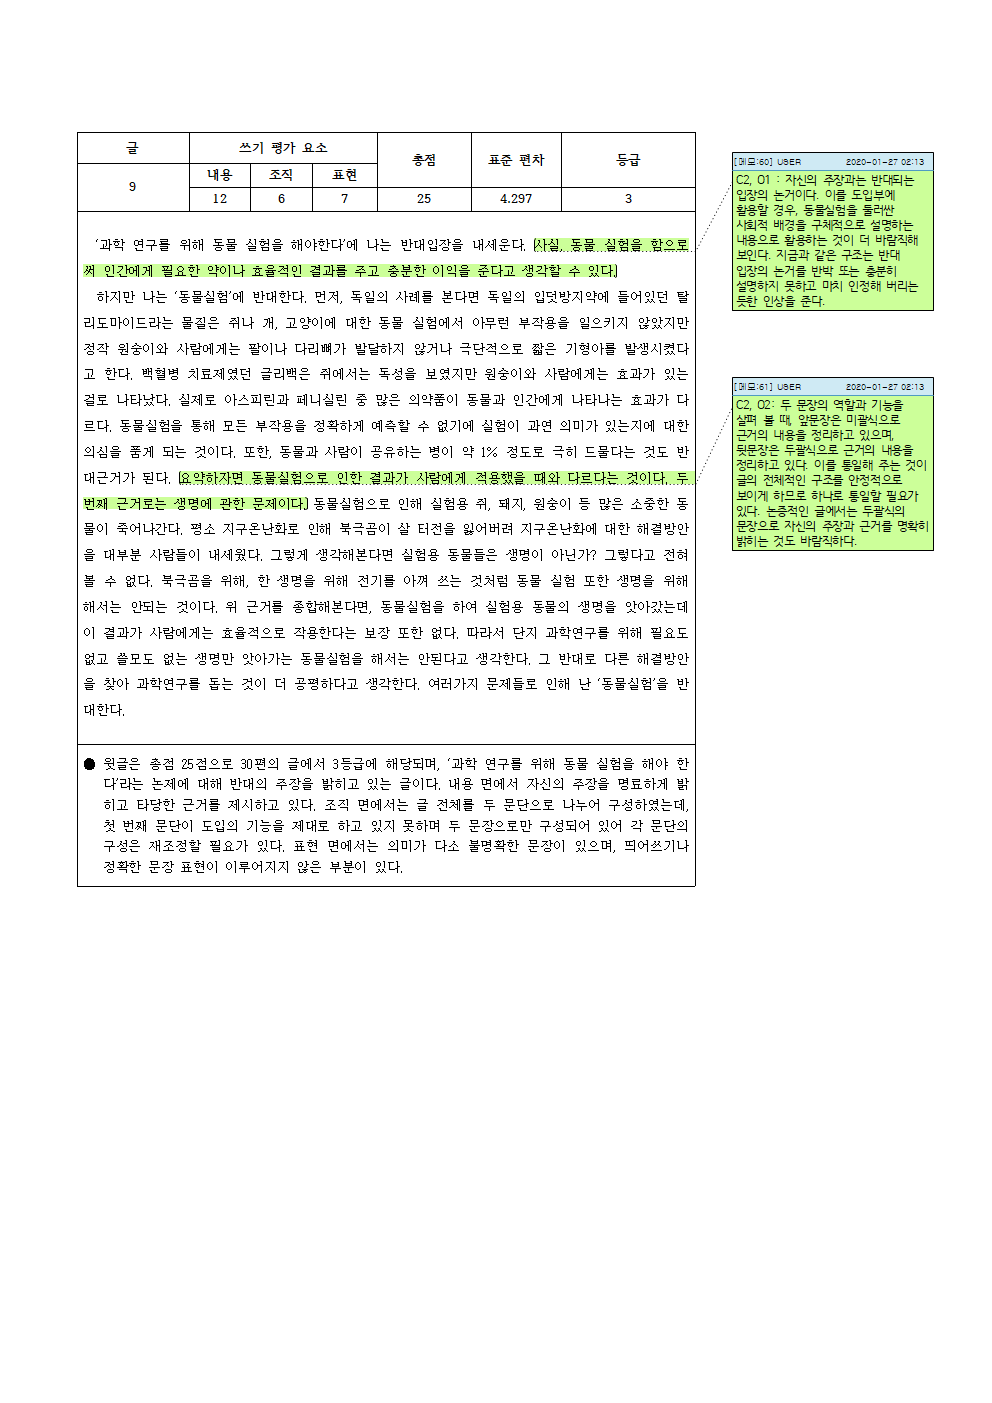 글 쓰기 평가 요소 총점 표준 편차 등급
9 내용 조직 표현
12 6 7 25 4.297 3
‘과학 연구를 위해 동물 실험을 해야한다’에 나는 반대입장을 내세운다. [사실, 동물 실험을 함으로
써 인간에게 필요한 약이나 효율적인 결과를 주고 충분한 이익을 준다고 생각할 수 있다.]
하지만 나는 ‘동물실험’에 반대한다. 먼저, 독일의 사례를 본다면 독일의 입덧방지약에 들어있던 탈
리도마이드라는 물질은 쥐나 개, 고양이에 대한 동물 실험에서 아무런 부작용을 일으키지 않았지만
정작 원숭이와 사람에게는 팔이나 다리뼈가 발달하지 않거나 극단적으로 짧은 기형아를 발생시켰다
고 한다. 백혈병 치료제였던 글리백은 쥐에서는 독성을 보였지만 원숭이와 사람에게는 효과가 있는
걸로 나타났다. 실제로 아스피린과 페니실린 중 많은 의약품이 동물과 인간에게 나타나는 효과가 다
르다. 동물실험을 통해 모든 부작용을 정확하게 예측할 수 없기에 실험이 과연 의미가 있는지에 대한
의심을 품게 되는 것이다. 또한, 동물과 사람이 공유하는 병이 약 1% 정도로 극히 드물다는 것도 반
대근거가 된다. [요약하자면 동물실험으로 인한 결과가 사람에게 적용했을 때와 다르다는 것이다. 두
번째 근거로는 생명에 관한 문제이다.] 동물실험으로 인해 실험용 쥐, 돼지, 원숭이 등 많은 소중한 동
물이 죽어나간다. 평소 지구온난화로 인해 북극곰이 살 터전을 잃어버려 지구온난화에 대한 해결방안
을 대부분 사람들이 내세웠다. 그렇게 생각해본다면 실험용 동물들은 생명이 아닌가? 그렇다고 전혀
볼 수 없다. 북극곰을 위해, 한 생명을 위해 전기를 아껴 쓰는 것처럼 동물 실험 또한 생명을 위해
해서는 안되는 것이다. 위 근거를 종합해본다면, 동물실험을 하여 실험용 동물의 생명을 앗아갔는데
이 결과가 사람에게는 효율적으로 작용한다는 보장 또한 없다. 따라서 단지 과학연구를 위해 필요도
없고 쓸모도 없는 생명만 앗아가는 동물실험을 해서는 안된다고 생각한다. 그 반대로 다른 해결방안
을 찾아 과학연구를 돕는 것이 더 공평하다고 생각한다. 여러가지 문제들로 인해 난 ‘동물실험’을 반
대한다.
● 윗글은 총점 25점으로 30편의 글에서 3등급에 해당되며, ‘과학 연구를 위해 동물 실험을 해야 한
다’라는 논제에 대해 반대의 주장을 밝히고 있는 글이다. 내용 면에서 자신의 주장을 명료하게 밝
히고 타당한 근거를 제시하고 있다. 조직 면에서는 글 전체를 두 문단으로 나누어 구성하였는데,
첫 번째 문단이 도입의 기능을 제대로 하고 있지 못하며 두 문장으로만 구성되어 있어 각 문단의
구성은 재조정할 필요가 있다. 표현 면에서는 의미가 다소 불명확한 문장이 있으며, 띄어쓰기나
정확한 문장 표현이 이루어지지 않은 부분이 있다.
[메모:60] USER 2020-01-27 02:13
C2, O1 : 자신의 주장과는 반대되는
입장의 논거이다. 이를 도입부에
활용할 경우, 동물실험을 둘러싼
사회적 배경을 구체적으로 설명하는
내용으로 활용하는 것이 더 바람직해
보인다. 지금과 같은 구조는 반대
입장의 논거를 반박 또는 충분히
설명하지 못하고 마치 인정해 버리는
듯한 인상을 준다.
[메모:61] USER 2020-01-27 02:13
C2, O2: 두 문장의 역할과 기능을
살펴 볼 때, 앞문장은 미괄식으로
근거의 내용을 정리하고 있으며,
뒷문장은 두괄식으로 근거의 내용을
정리하고 있다. 이를 통일해 주는 것이
글의 전체적인 구조를 안정적으로
보이게 하므로 하나로 통일할 필요가
있다. 논증적인 글에서는 두괄식의
문장으로 자신의 주장과 근거를 명확히
밝히는 것도 바람직하다.